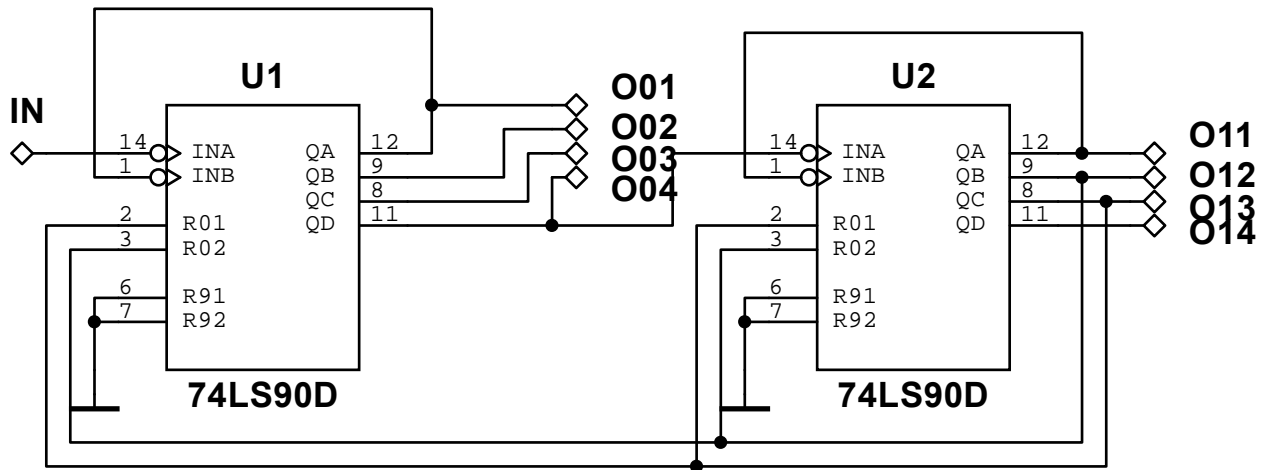 IN
U1
14 INA QA 12
1 INB QB 9
QC 8
2 R01 QD 11
3 R02
6 R91
7 R92
74LS90D
O01
O02
O03
O04
U2
14 INA QA 12
1 INB QB 9
QC 8
2 R01 QD 11
3 R02
6 R91
7 R92
74LS90D
O11
O12
O13
O14